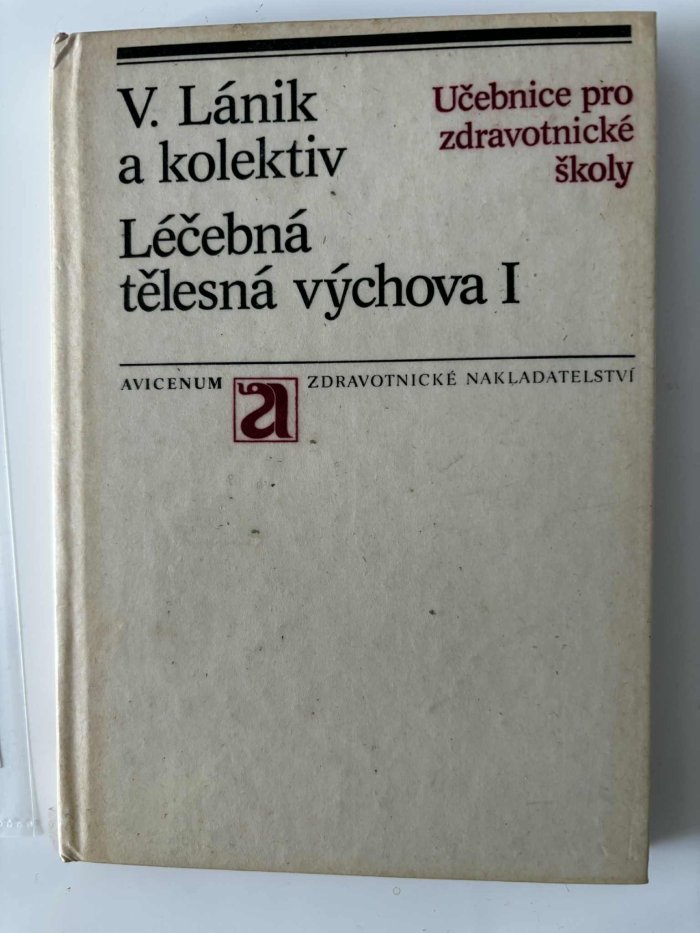 V. Lánik
a kolektiv
Učebnice pro
zdravotnické
školy
Léčebná
tělesná výchova I
AVICENUM a ZDRAVOTNICKÉ NAKLADATELSTVÍ